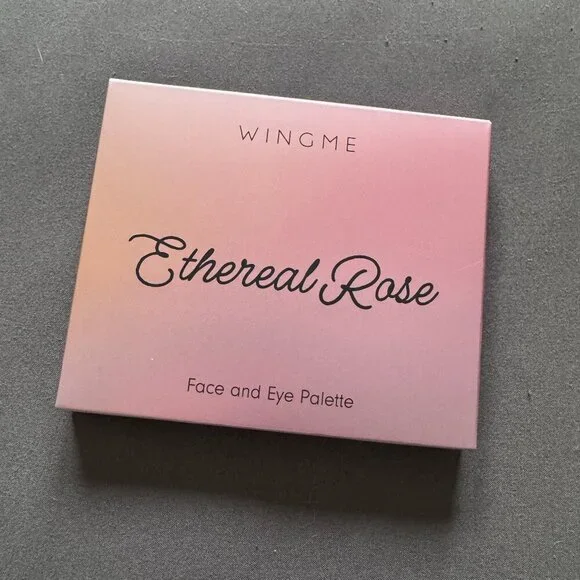 WINGME
Ethereal Rose
Face and Eye Palette